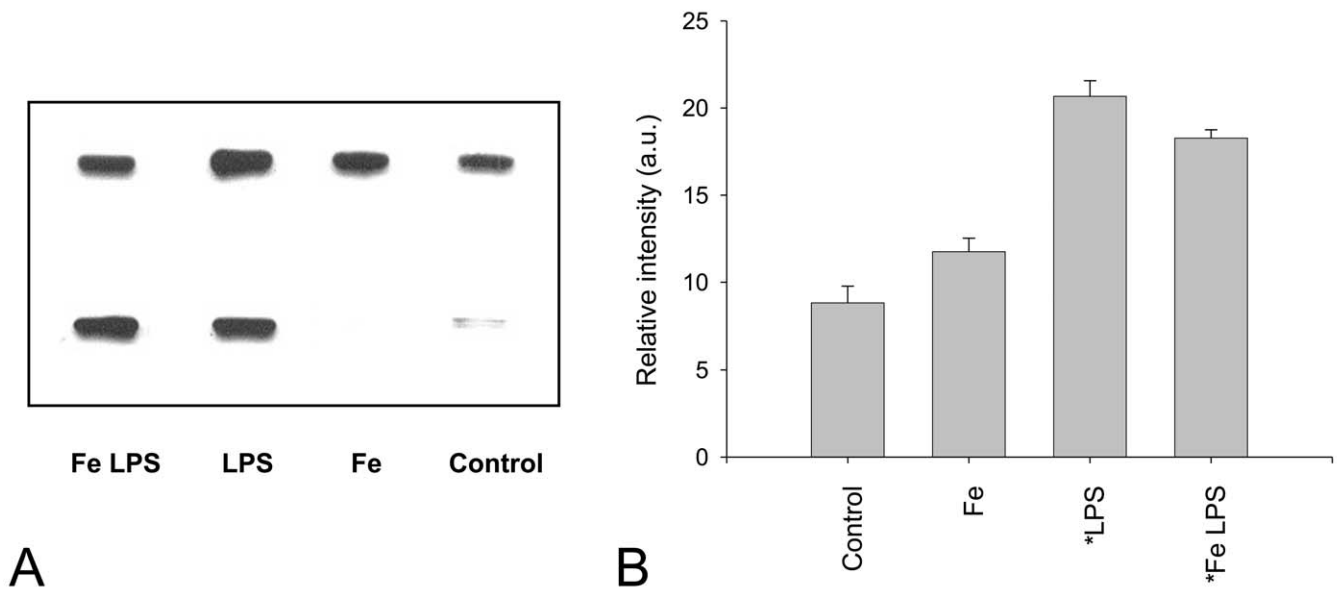 Fe LPS LPS Fe Control
A
25
20
15
10
5
0
Relative intensity (a.u.)
Control
Fe
*LPS
*Fe LPS
B